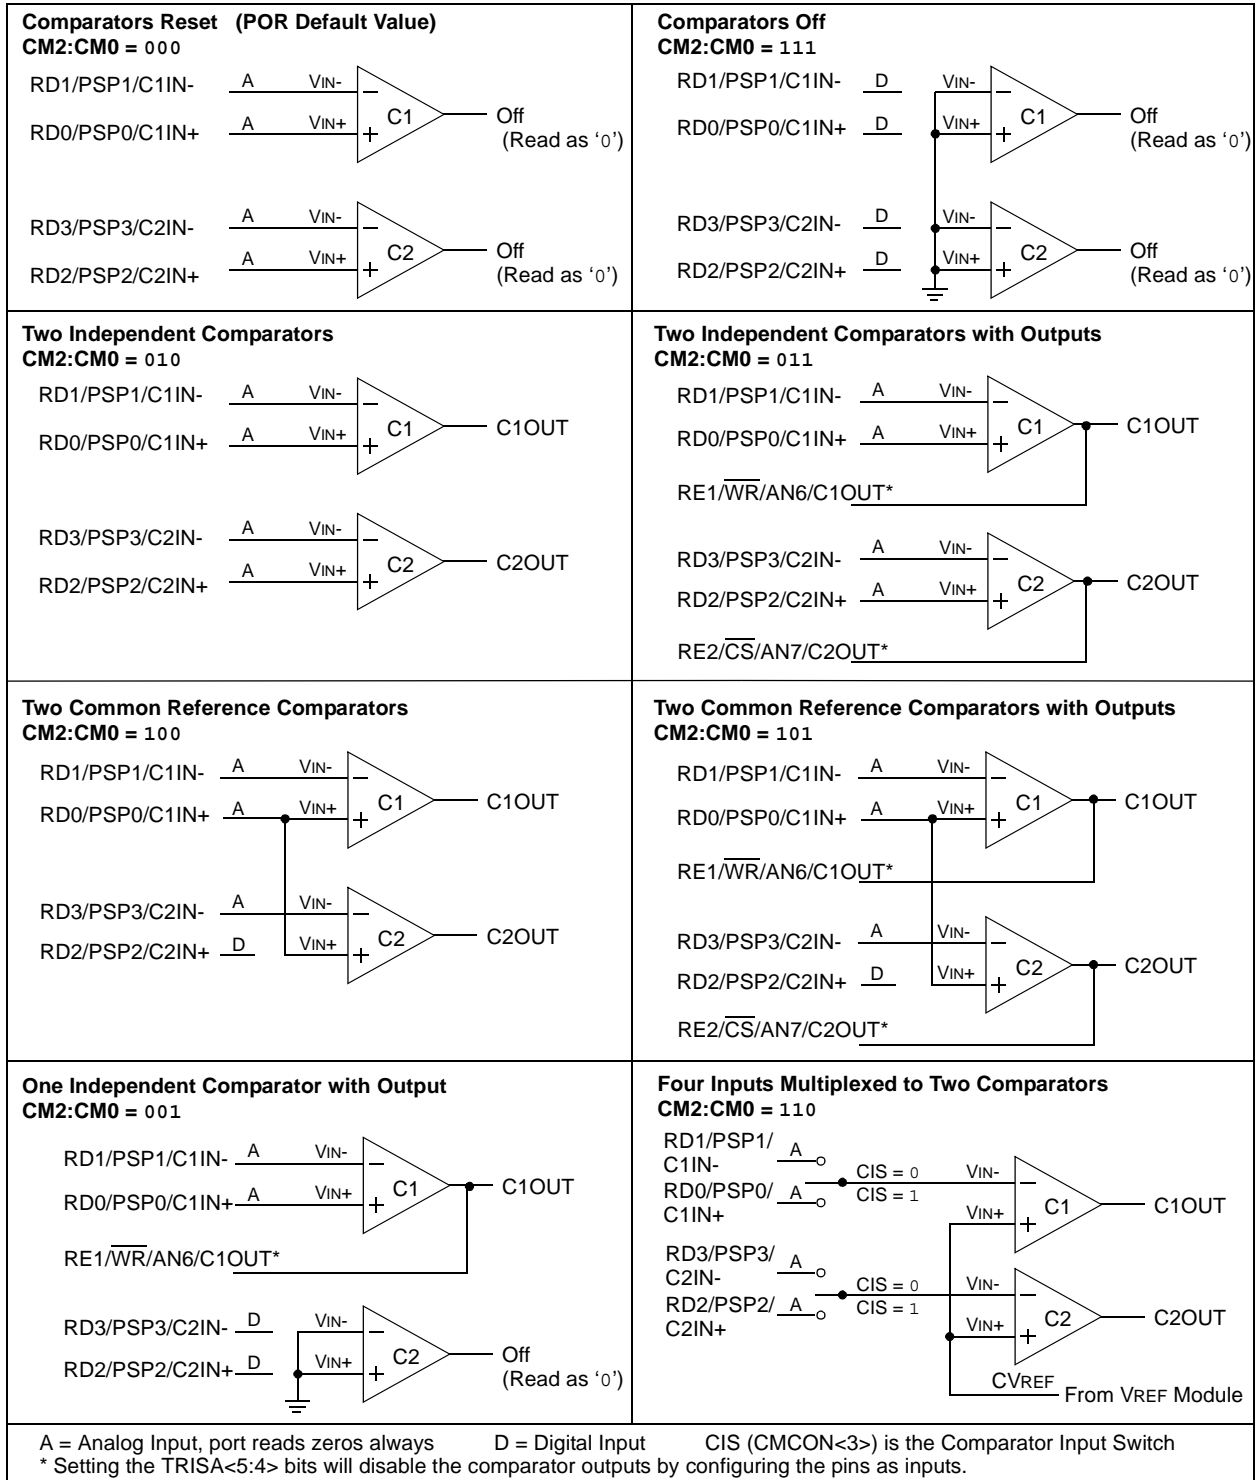 Comparators Reset (POR Default Value)
CM2:CM0 = 000
RD1/PSP1/C1IN- A VIN-
RD0/PSP0/C1IN+ A VIN+
− + C1
Off
(Read as ‘0’)
RD3/PSP3/C2IN- A VIN-
RD2/PSP2/C2IN+ A VIN+
− + C2
Off
(Read as ‘0’)
Comparators Off
CM2:CM0 = 111
RD1/PSP1/C1IN- D VIN-
RD0/PSP0/C1IN+ D VIN+
− + C1
Off
(Read as ‘0’)
RD3/PSP3/C2IN- D VIN-
RD2/PSP2/C2IN+ D VIN+
− + C2
Off
(Read as ‘0’)
Two Independent Comparators
CM2:CM0 = 010
RD1/PSP1/C1IN- A VIN-
RD0/PSP0/C1IN+ A VIN+
− + C1
C1OUT
RD3/PSP3/C2IN- A VIN-
RD2/PSP2/C2IN+ A VIN+
− + C2
C2OUT
Two Independent Comparators with Outputs
CM2:CM0 = 011
RD1/PSP1/C1IN- A VIN-
RD0/PSP0/C1IN+ A VIN+
− + C1
C1OUT
RE1/W̅R̅/AN6/C1OUT*
RD3/PSP3/C2IN- A VIN-
RD2/PSP2/C2IN+ A VIN+
− + C2
C2OUT
RE2/C̅S̅/AN7/C2OUT*
Two Common Reference Comparators
CM2:CM0 = 100
RD1/PSP1/C1IN- A VIN-
RD0/PSP0/C1IN+ A VIN+
− + C1
C1OUT
RD3/PSP3/C2IN- A VIN-
RD2/PSP2/C2IN+ D VIN+
− + C2
C2OUT
Two Common Reference Comparators with Outputs
CM2:CM0 = 101
RD1/PSP1/C1IN- A VIN-
RD0/PSP0/C1IN+ A VIN+
− + C1
C1OUT
RE1/W̅R̅/AN6/C1OUT*
RD3/PSP3/C2IN- A VIN-
RD2/PSP2/C2IN+ D VIN+
− + C2
C2OUT
RE2/C̅S̅/AN7/C2OUT*
One Independent Comparator with Output
CM2:CM0 = 001
RD1/PSP1/C1IN- A VIN-
RD0/PSP0/C1IN+ A VIN+
− + C1
C1OUT
RE1/W̅R̅/AN6/C1OUT*
RD3/PSP3/C2IN- D VIN-
RD2/PSP2/C2IN+ D VIN+
− + C2
Off
(Read as ‘0’)
Four Inputs Multiplexed to Two Comparators
CM2:CM0 = 110
RD1/PSP1/
C1IN-
A
RD0/PSP0/
C1IN+
A
CIS = 0 VIN-
CIS = 1
VIN+
− + C1
C1OUT
RD3/PSP3/
C2IN-
A
RD2/PSP2/
C2IN+
A
CIS = 0 VIN-
CIS = 1
VIN+
− + C2
C2OUT
CVREF
From VREF Module
A = Analog Input, port reads zeros always D = Digital Input CIS (CMCON<3>) is the Comparator Input Switch
* Setting the TRISA<5:4> bits will disable the comparator outputs by configuring the pins as inputs.